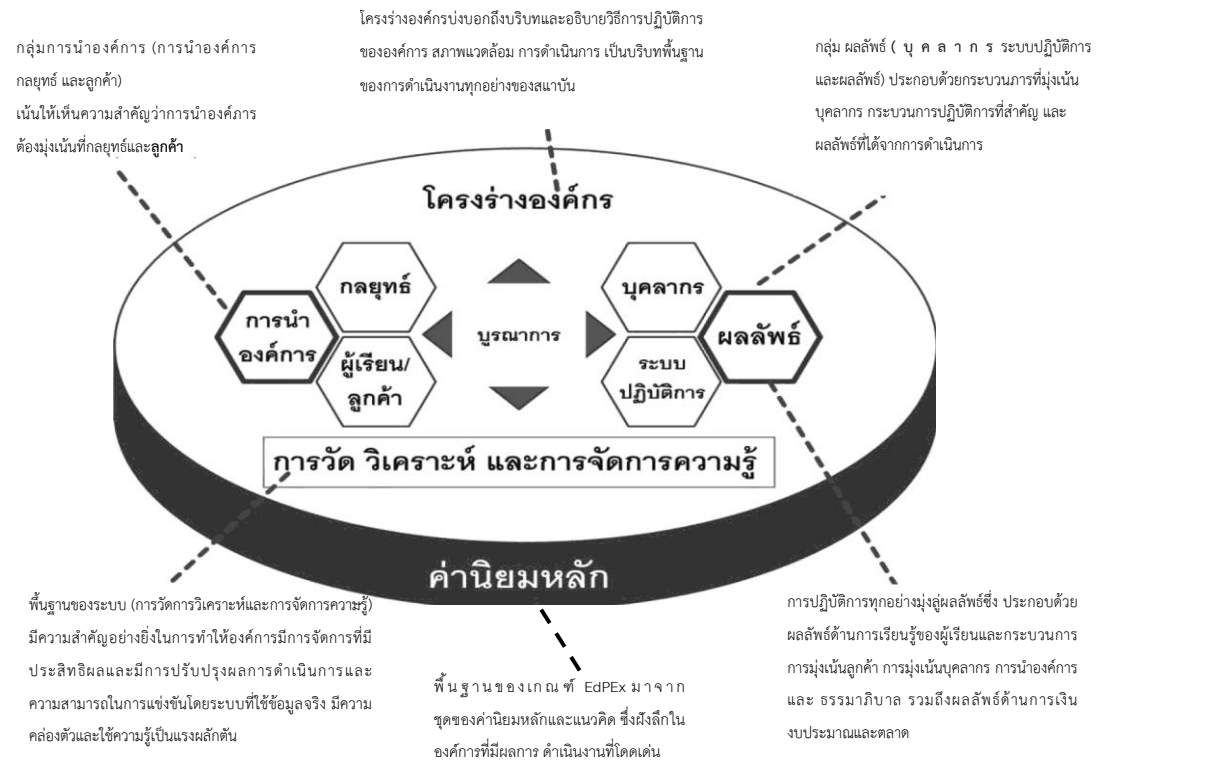 โครงร่างองค์กรบ่งบอกถึงบริบทและอธิบายวิธีการปฏิบัติการ
ขององค์การ สภาพแวดล้อม การดำเนินการ เป็นบริบทพื้นฐาน
ของการดำเนินงานทุกอย่างของสแาบัน
กลุ่มการนำองค์การ (การนำองค์การ
กลยุทธ์ และลูกค้า)
เน้นให้เห็นความสำคัญว่าการนำองค์ภาร
ต้องมุ่งเน้นที่กลยุทธ์และลูกค้า
กลุ่ม ผลลัพธ์ ( บุ ค ล า ก ร ระบบปฏิบัติการ
และผลลัพธ์) ประกอบด้วยกระบวนภารที่มุ่งเน้น
บุคลากร กระบวนการปฏิบัติการที่สำคัญ และ
ผลลัพธ์ที่ได้จากการดำเนินการ
โครงร่างองค์กร
กลยุทธ์
การนำ
องค์การ
ผู้เรียน/
ลูกค้า
บูรณาการ
บุคลากร
ระบบ
ปฏิบัติการ
ผลลัพธ์
การวัด วิเคราะห์ และการจัดการความรู้
ค่านิยมหลัก
พื้นฐานของระบบ (การวัดการวิเคราะห์และการจัดการความรู้)
มีความสำคัญอย่างยิ่งในการทำให้องค์การมีการจัดการที่มี
ประสิทธิผลและมีการปรับปรุงผลการดำเนินการและ
ความสามารถในการแข่งขันโดยระบบที่ใช้ข้อมูลจริง มีความ
คล่องตัวและใช้ความรู้เป็นแรงผลักตัน
พื้นฐานของเกณฑ์ EdPEx มาจาก
ชุดของค่านิยมหลักและแนวคิด ซึ่งฝังลึกใน
องค์การที่มีผลการ ดำเนินงานที่โดดเด่น
การปฏิบัติการทุกอย่างมุ่งสู่ผลลัพธ์ซึ่ง ประกอบด้วย
ผลลัพธ์ด้านการเรียนรู้ของผู้เรียนและกระบวนการ
การมุ่งเน้นลูกค้า การมุ่งเน้นบุคลากร การนำองค์การ
และ ธรรมาภิบาล รวมถึงผลลัพธ์ด้านการเงิน
งบประมาณและตลาด